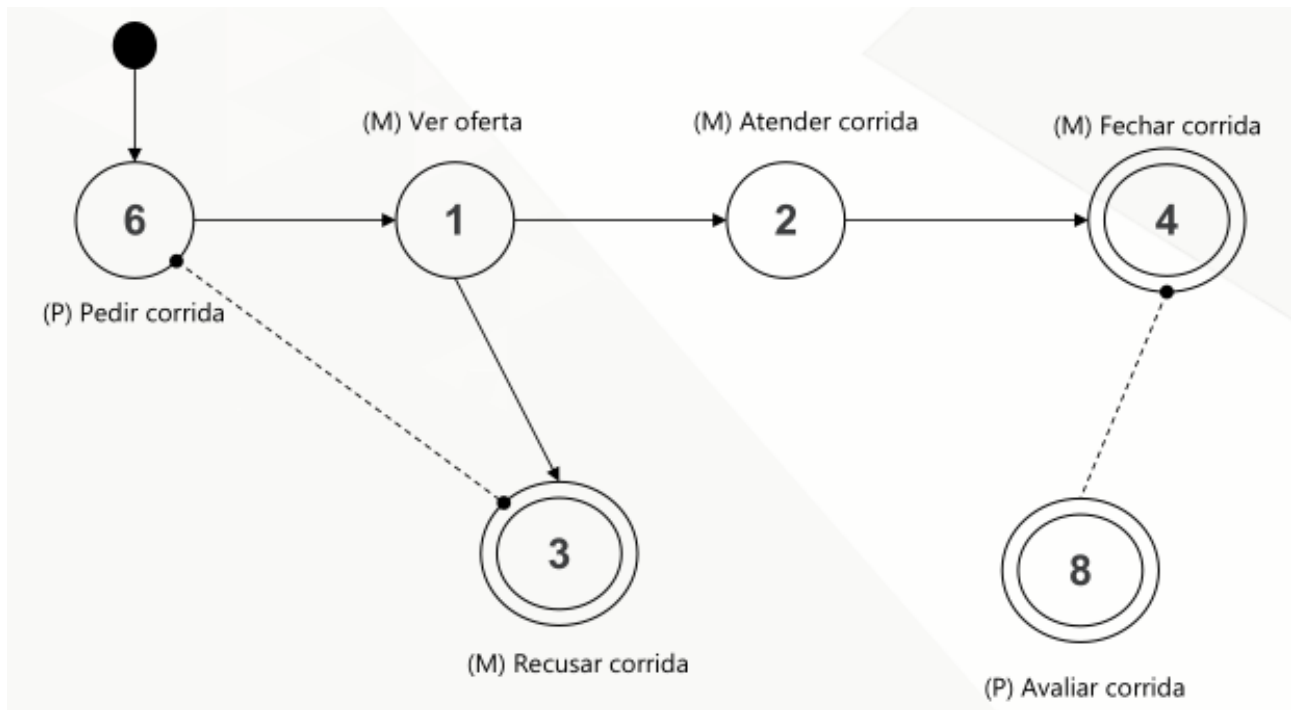 (M) Ver oferta
(M) Atender corrida
(M) Fechar corrida
6
1
2
4
(P) Pedir corrida
3
8
(M) Recusar corrida
(P) Avaliar corrida